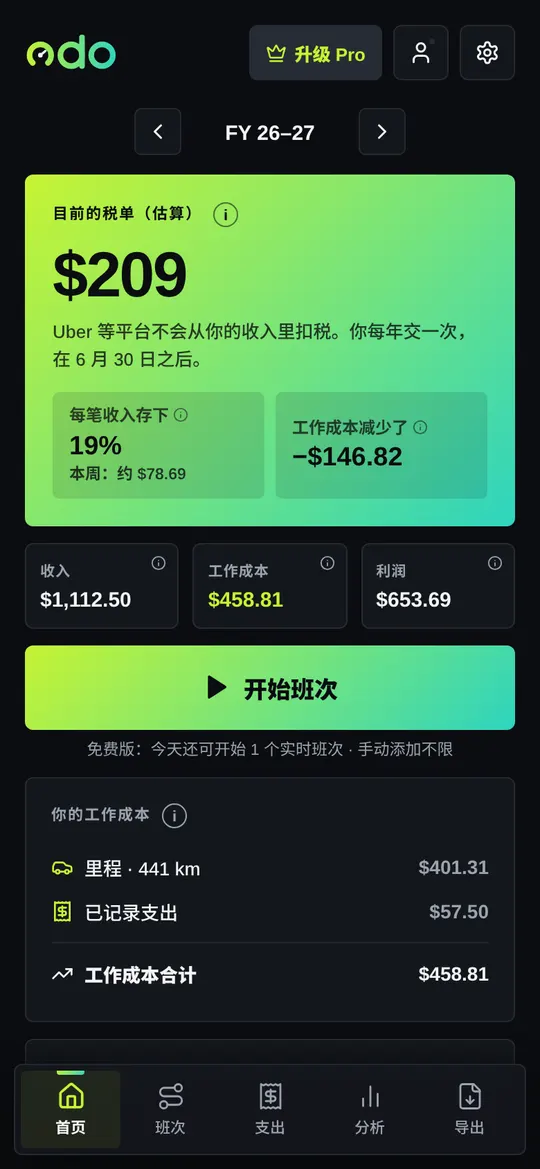 odo
升级 Pro
FY 26–27
目前的税单（估算）
$209
Uber 等平台不会从你的收入里扣税。你每年交一次，
在 6 月 30 日之后。
每笔收入存下
19%
本周：约 $78.69
工作成本减少了
−$146.82
收入
$1,112.50
工作成本
$458.81
利润
$653.69
开始班次
免费版：今天还可开始 1 个实时班次 · 手动添加不限
你的工作成本
里程 · 441 km
$401.31
已记录支出
$57.50
工作成本合计
$458.81
首页
班次
支出
分析
导出